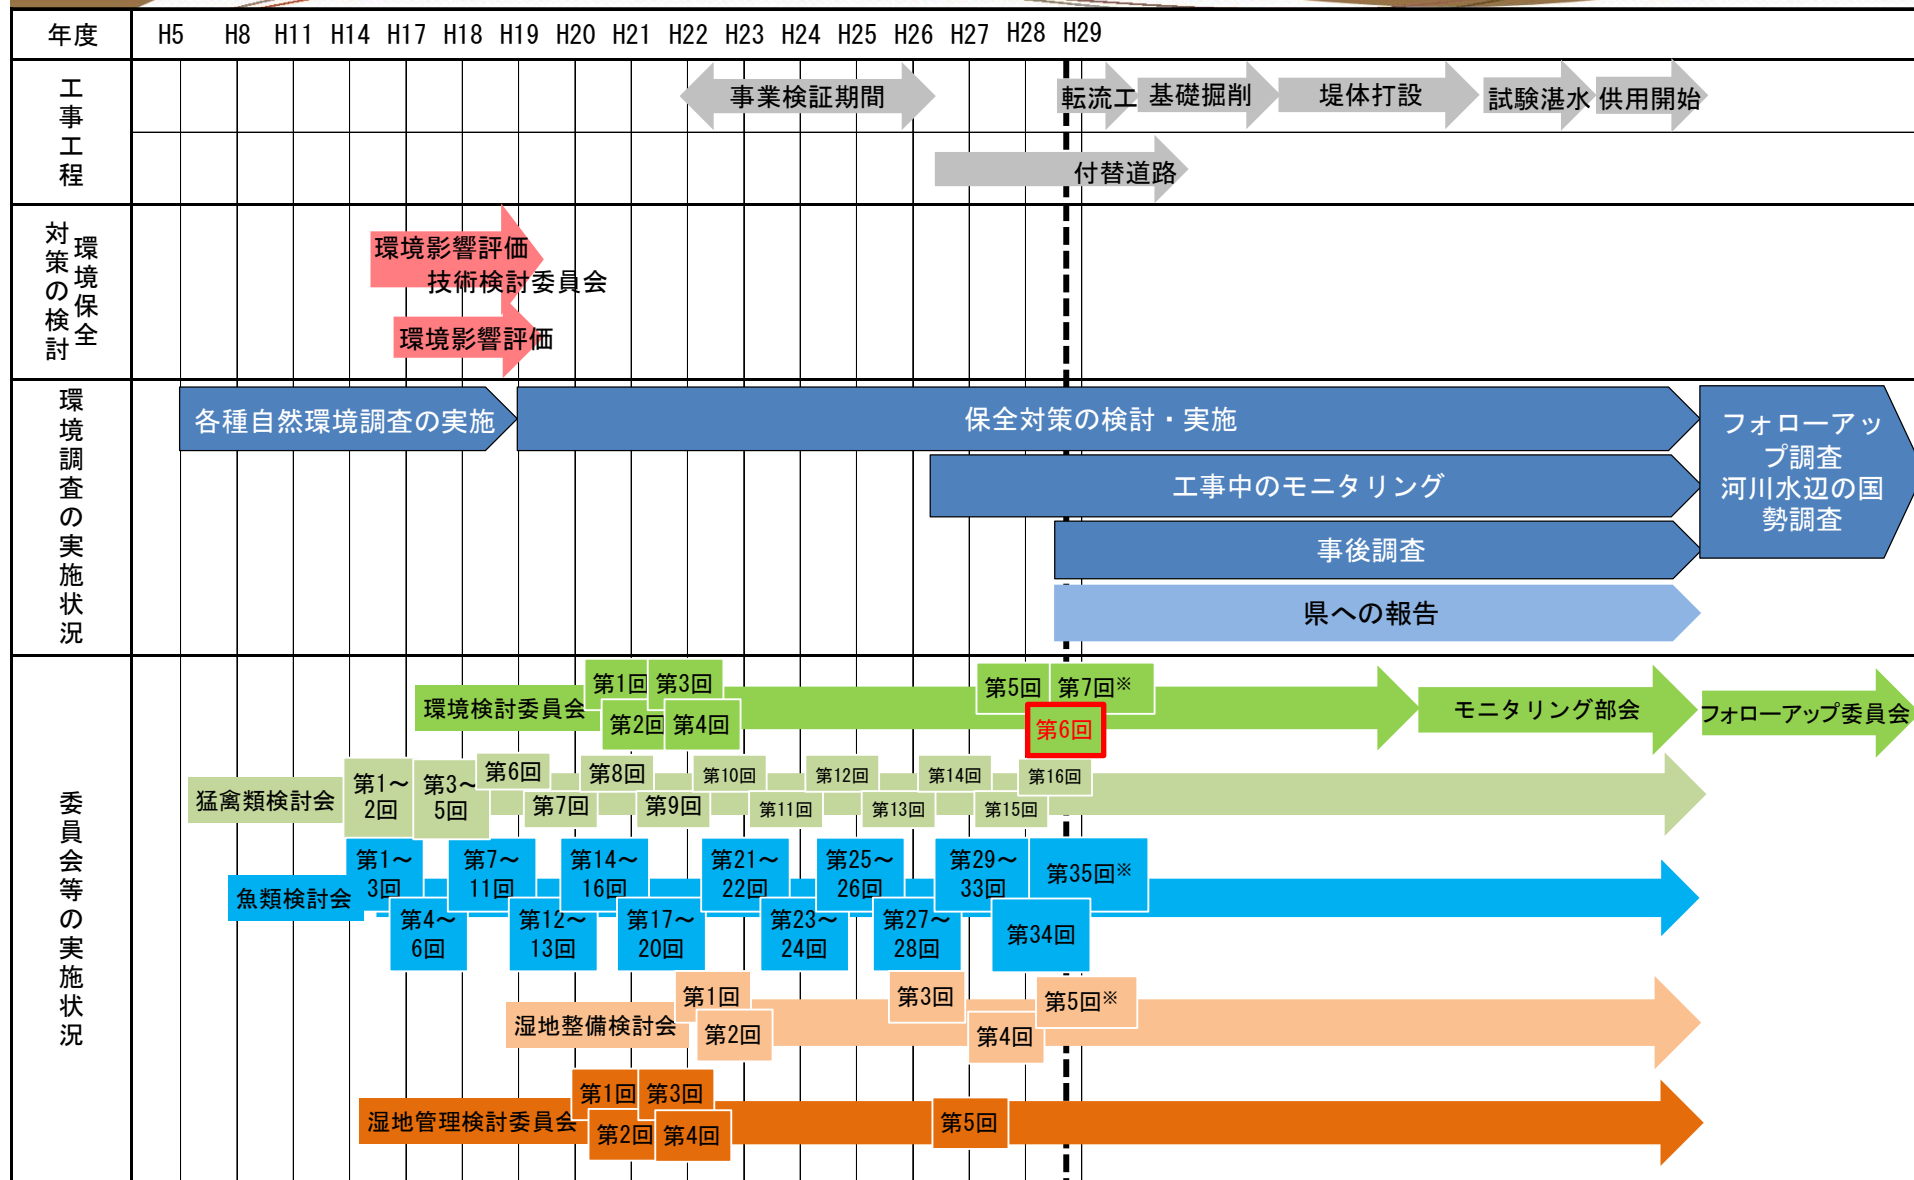 年度 H5 H8 H11 H14 H17 H18 H19 H20 H21 H22 H23 H24 H25 H26 H27 H28 H29
工事工程
事業検証期間
転流工 基礎掘削 堤体打設 試験湛水 供用開始
付替道路
環境保全
対策の検討
環境影響評価
技術検討委員会
環境影響評価
環境調査の実施状況
各種自然環境調査の実施
保全対策の検討・実施
工事中のモニタリング
事後調査
県への報告
フォローアッ
プ調査
河川水辺の国
勢調査
委員会等の実施状況
環境検討委員会
第1回 第3回 第5回 第7回※
第2回 第4回 第6回
モニタリング部会
フォローアップ委員会
猛禽類検討会
第1~
2回
第3~
5回
第6回 第8回 第10回 第12回 第14回 第16回
第7回 第9回 第11回 第13回 第15回
魚類検討会
第1~
3回
第7~
11回
第14~
16回
第21~
22回
第25~
26回
第29~
33回
第35回※
第4~
6回
第12~
13回
第17~
20回
第23~
24回
第27~
28回
第34回
湿地整備検討会
第1回 第3回 第5回※
第2回 第4回
湿地管理検討委員会
第1回 第3回 第5回
第2回 第4回